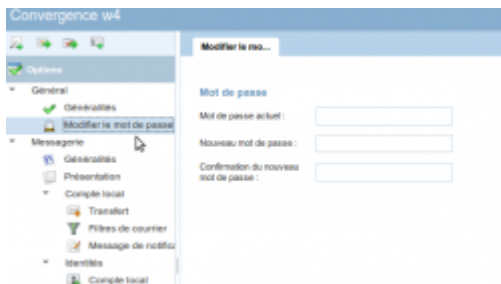 Convergence w4
Modifier le mo...
Options
Général
Généralités
Modifier le mot de passe
Messagerie
Généralités
Présentation
Compte local
Transfert
Filtres de courrier
Message de notifica
Identités
Compte local
Mot de passe
Mot de passe actuel :
Nouveau mot de passe :
Confirmation du nouveau
mot de passe :